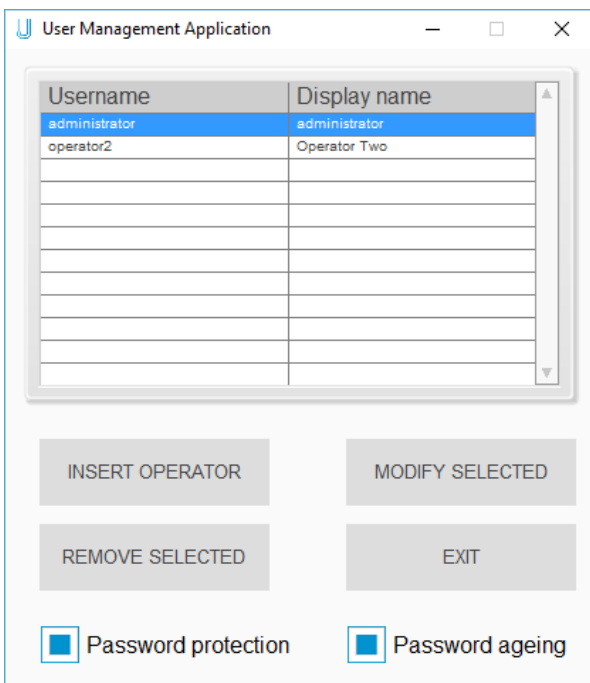 User Management Application
Username Display name
administrator administrator
operator2 Operator Two
INSERT OPERATOR MODIFY SELECTED
REMOVE SELECTED EXIT
Password protection Password ageing